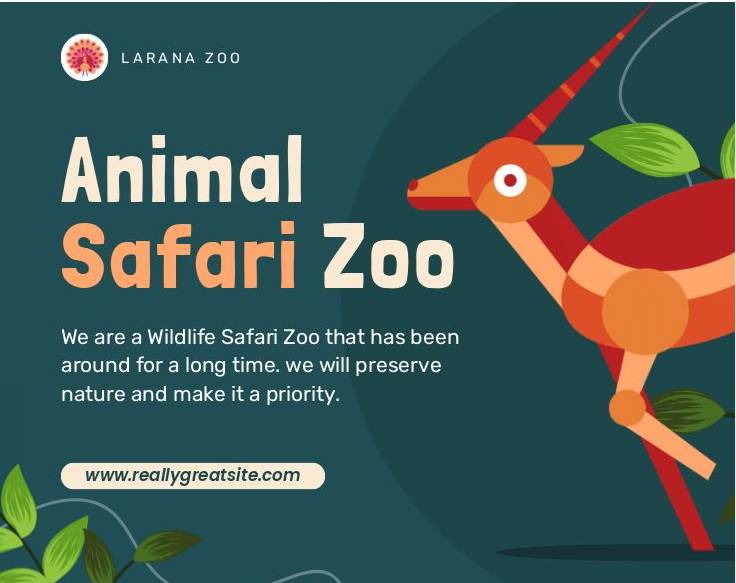 LARANA ZOO
Animal
Safari Zoo
We are a Wildlife Safari Zoo that has been
around for a long time. we will preserve
nature and make it a priority.
www.reallygreatsite.com